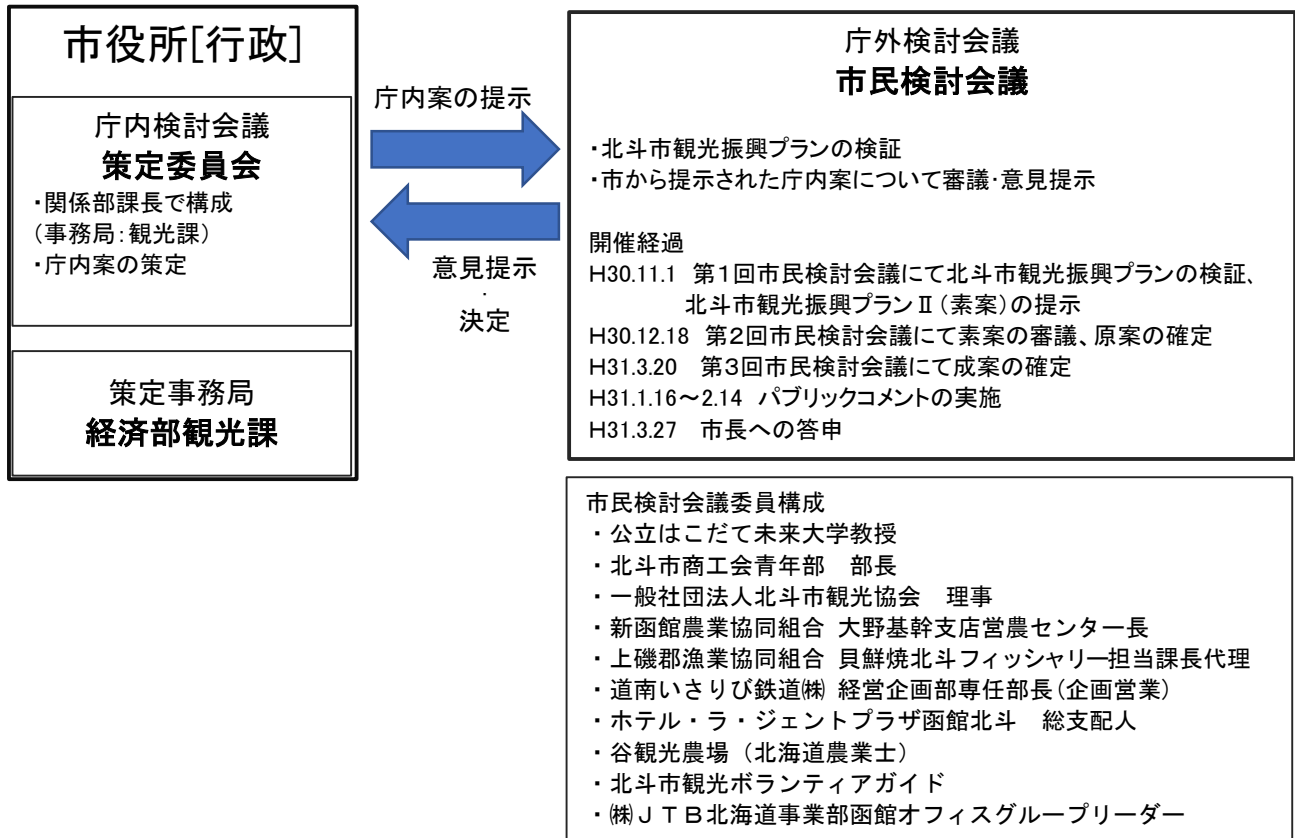 市役所[行政]
庁内検討会議
策定委員会
・関係部課長で構成
(事務局:観光課)
・庁内案の策定
策定事務局
経済部観光課
庁内案の提示
意見提示
・
決定
庁外検討会議
市民検討会議
・北斗市観光振興プランの検証
・市から提示された庁内案について審議・意見提示
開催経過
H30.11.1 第1回市民検討会議にて北斗市観光振興プランの検証、
北斗市観光振興プランⅡ(素案)の提示
H30.12.18 第2回市民検討会議にて素案の審議、原案の確定
H31.3.20 第3回市民検討会議にて成案の確定
H31.1.16～2.14 パブリックコメントの実施
H31.3.27 市長への答申
市民検討会議委員構成
・公立はこだて未来大学教授
・北斗市商工会青年部 部長
・一般社団法人北斗市観光協会 理事
・新函館農業協同組合 大野基幹支店営農センター長
・上磯郡漁業協同組合 貝鮮焼北斗フィッシャリー担当課長代理
・道南いさりび鉄道㈱ 経営企画部専任部長(企画営業)
・ホテル・ラ・ジェントプラザ函館北斗 総支配人
・谷観光農場(北海道農業士)
・北斗市観光ボランティアガイド
・㈱ＪＴＢ北海道事業部函館オフィスグループリーダー